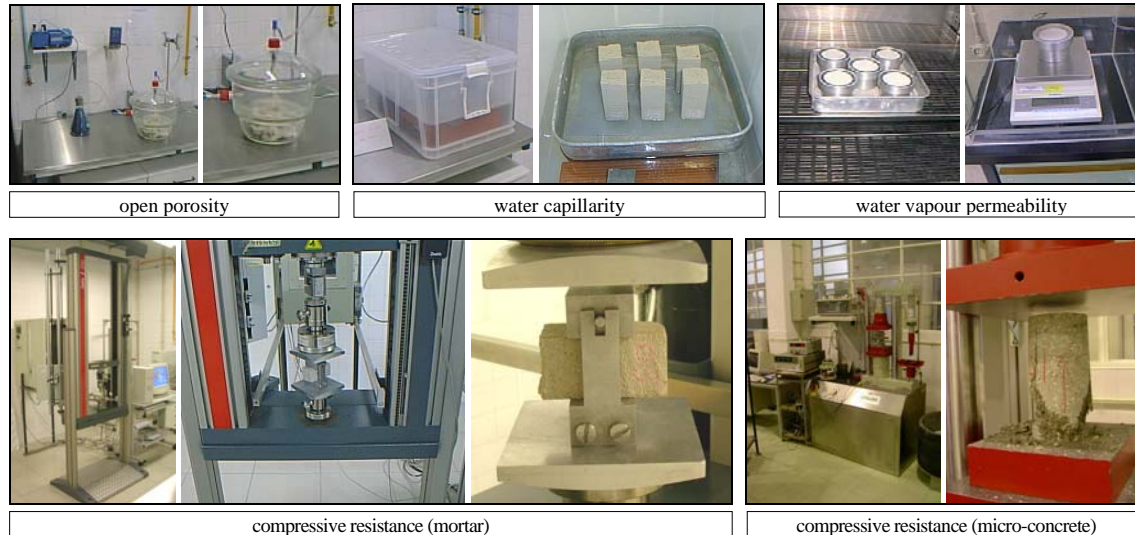 open porosity
water capillarity
water vapour permeability
compressive resistance (mortar)
compressive resistance (micro-concrete)